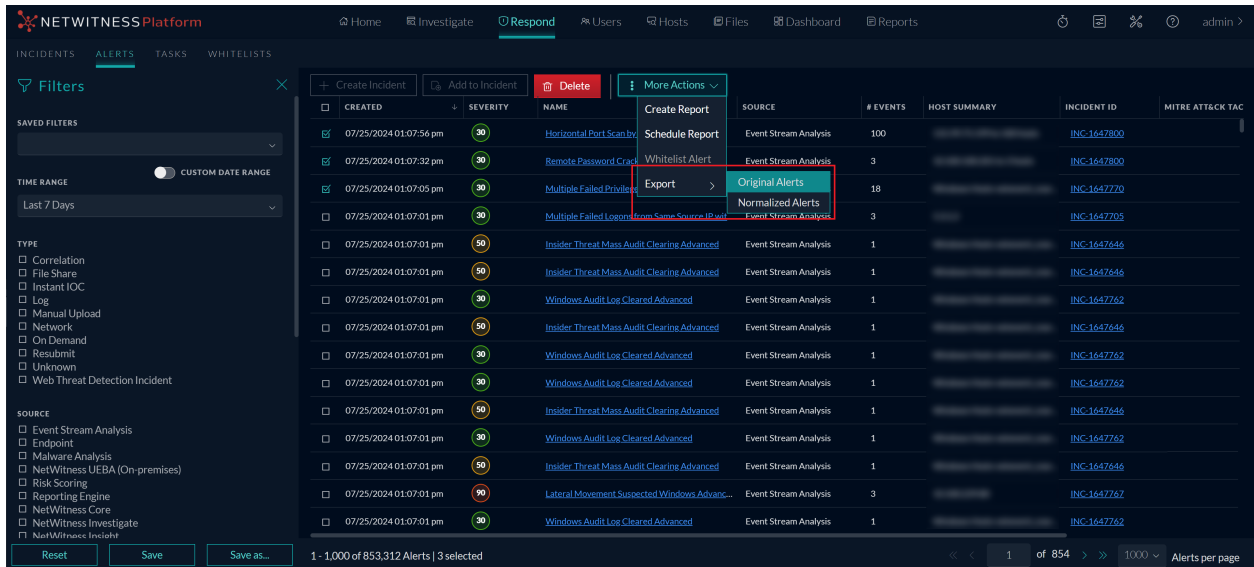 NETWITNESS Platform
Home Investigate Respond Users Hosts Files Dashboard Reports admin >
INCIDENTS ALERTS TASKS WHITELISTS
Filters
SAVED FILTERS
CUSTOM DATE RANGE
TIME RANGE
Last 7 Days
TYPE
Correlation
File Share
Instant IOC
Log
Manual Upload
Network
On Demand
Resubmit
Unknown
Web Threat Detection Incident
SOURCE
Event Stream Analysis
Endpoint
Malware Analysis
NetWitness UEBA (On-premises)
Risk Scoring
Reporting Engine
NetWitness Core
NetWitness Investigate
NetWitness Insight
Reset Save Save as...
+ Create Incident Add to Incident Delete More Actions
Create Report
Schedule Report
Whitelist Alert
Export >
Original Alerts
Normalized Alerts
CREATED SEVERITY NAME SOURCE # EVENTS HOST SUMMARY INCIDENT ID MITRE ATT&CK TAC
07/25/2024 01:07:56 pm 30 Horizontal Port Scan by Event Stream Analysis 100 INC-1647800
07/25/2024 01:07:32 pm 30 Remote Password Crack Event Stream Analysis 3 INC-1647800
07/25/2024 01:07:05 pm 30 Multiple Failed Privileg 18 INC-1647770
07/25/2024 01:07:01 pm 30 Multiple Failed Logons from Same Source IP wit Event Stream Analysis 3 INC-1647705
07/25/2024 01:07:01 pm 50 Insider Threat Mass Audit Clearing Advanced Event Stream Analysis 1 INC-1647646
07/25/2024 01:07:01 pm 50 Insider Threat Mass Audit Clearing Advanced Event Stream Analysis 1 INC-1647646
07/25/2024 01:07:01 pm 30 Windows Audit Log Cleared Advanced Event Stream Analysis 1 INC-1647762
07/25/2024 01:07:01 pm 50 Insider Threat Mass Audit Clearing Advanced Event Stream Analysis 1 INC-1647646
07/25/2024 01:07:01 pm 30 Windows Audit Log Cleared Advanced Event Stream Analysis 1 INC-1647762
07/25/2024 01:07:01 pm 30 Windows Audit Log Cleared Advanced Event Stream Analysis 1 INC-1647762
07/25/2024 01:07:01 pm 50 Insider Threat Mass Audit Clearing Advanced Event Stream Analysis 1 INC-1647646
07/25/2024 01:07:01 pm 30 Windows Audit Log Cleared Advanced Event Stream Analysis 1 INC-1647762
07/25/2024 01:07:01 pm 50 Insider Threat Mass Audit Clearing Advanced Event Stream Analysis 1 INC-1647646
07/25/2024 01:07:01 pm 90 Lateral Movement Suspected Windows Advanc... Event Stream Analysis 3 INC-1647767
07/25/2024 01:07:01 pm 30 Windows Audit Log Cleared Advanced Event Stream Analysis 1 INC-1647762
1 - 1,000 of 853,312 Alerts | 3 selected « < 1 of 854 > » 1000 Alerts per page